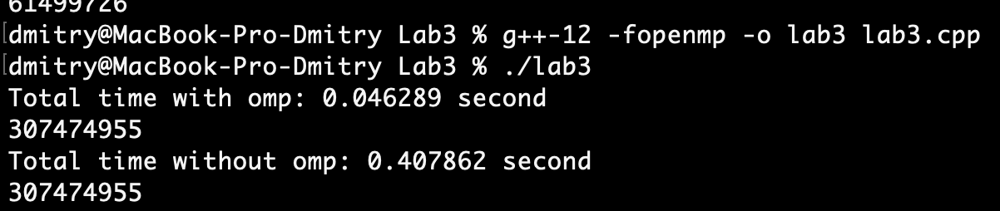 61499726
[dmitry@MacBook-Pro-Dmitry Lab3 % g++-12 -fopenmp -o lab3 lab3.cpp
[dmitry@MacBook-Pro-Dmitry Lab3 % ./lab3
Total time with omp: 0.046289 second
307474955
Total time without omp: 0.407862 second
307474955